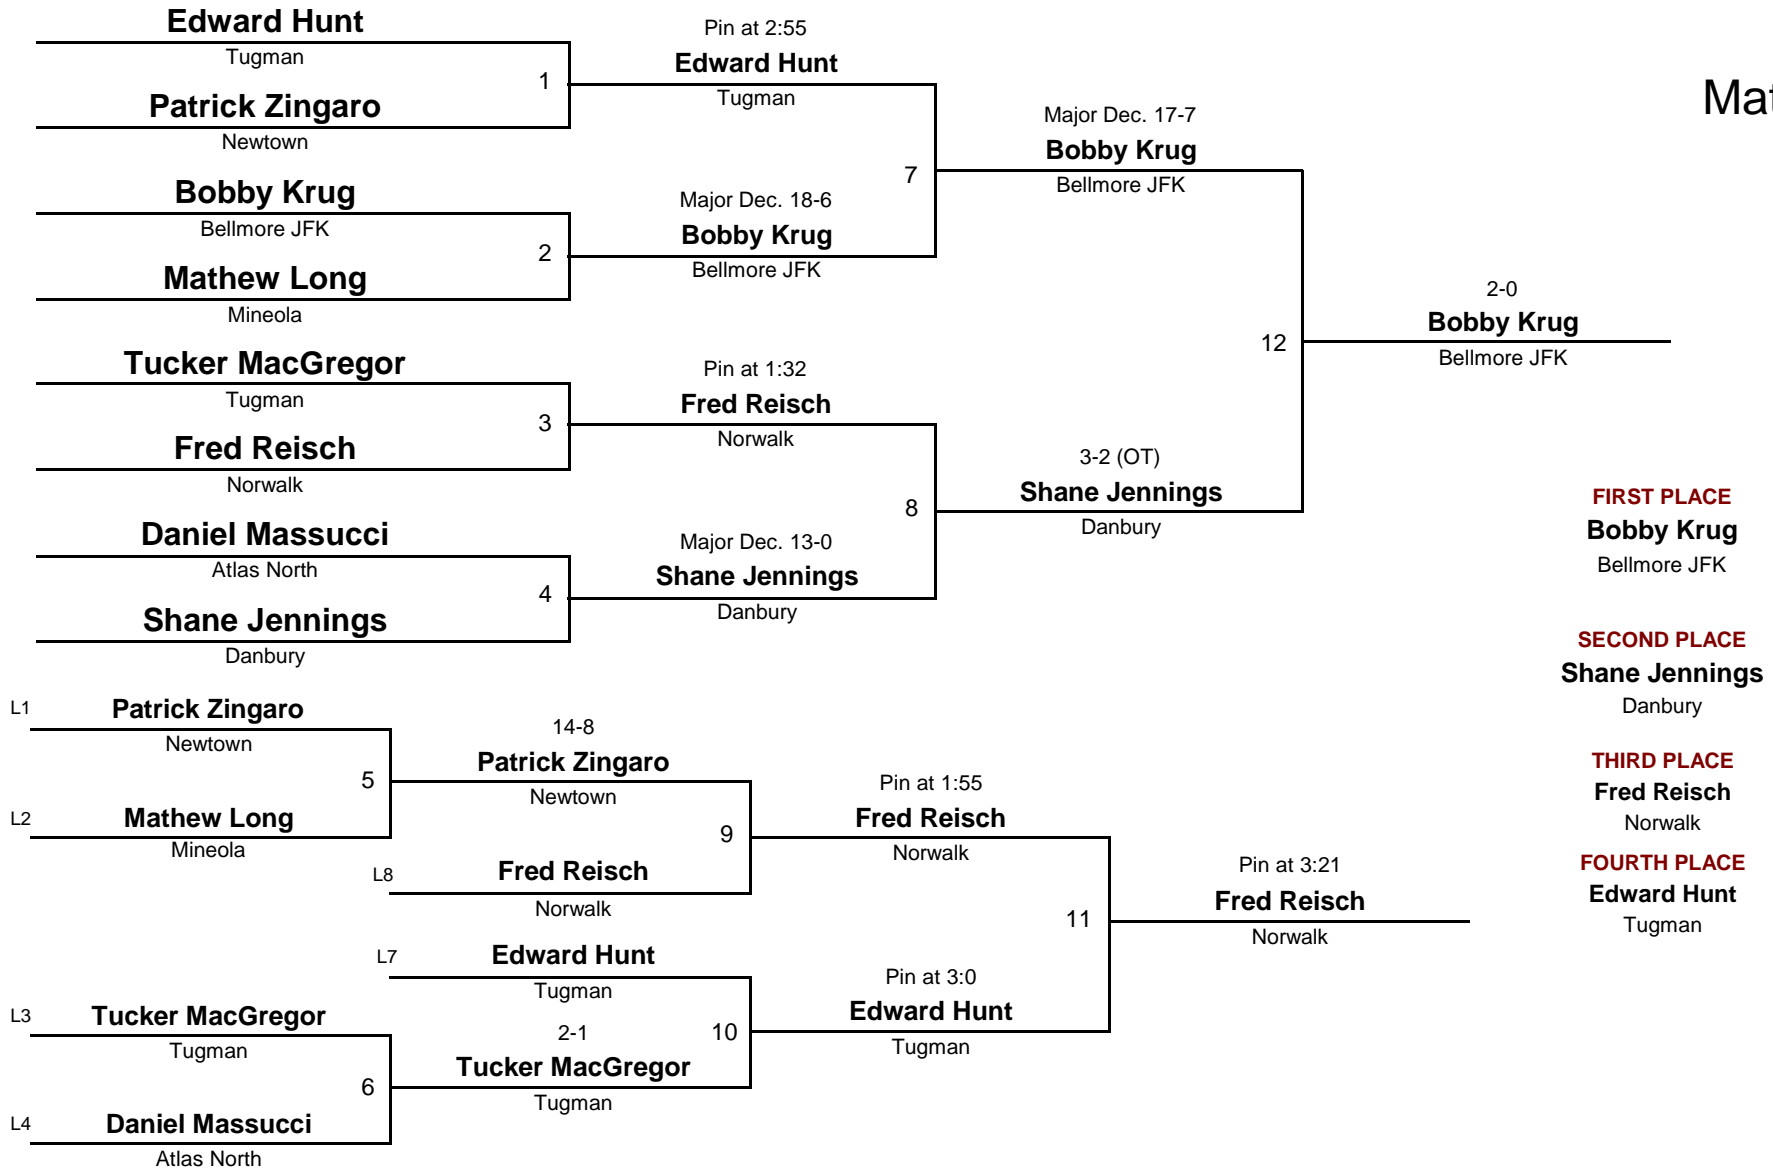 Edward Hunt
Tugman
1
Patrick Zingaro
Newtown
Bobby Krug
Bellmore JFK
2
Mathew Long
Mineola
Tucker MacGregor
Tugman
3
Fred Reisch
Norwalk
Daniel Massucci
Atlas North
4
Shane Jennings
Danbury
Pin at 2:55
Edward Hunt
Tugman
7
Major Dec. 18-6
Bobby Krug
Bellmore JFK
Pin at 1:32
Fred Reisch
Norwalk
8
Major Dec. 13-0
Shane Jennings
Danbury
Major Dec. 17-7
Bobby Krug
Bellmore JFK
12
3-2 (OT)
Shane Jennings
Danbury
2-0
Bobby Krug
Bellmore JFK
Mat
FIRST PLACE
Bobby Krug
Bellmore JFK
SECOND PLACE
Shane Jennings
Danbury
THIRD PLACE
Fred Reisch
Norwalk
FOURTH PLACE
Edward Hunt
Tugman
L1 Patrick Zingaro
Newtown
5
L2 Mathew Long
Mineola
14-8
Patrick Zingaro
Newtown
9
L8 Fred Reisch
Norwalk
L7 Edward Hunt
Tugman
10
2-1
Tucker MacGregor
Tugman
L3 Tucker MacGregor
Tugman
6
L4 Daniel Massucci
Atlas North
Pin at 1:55
Fred Reisch
Norwalk
11
Pin at 3:0
Edward Hunt
Tugman
Pin at 3:21
Fred Reisch
Norwalk